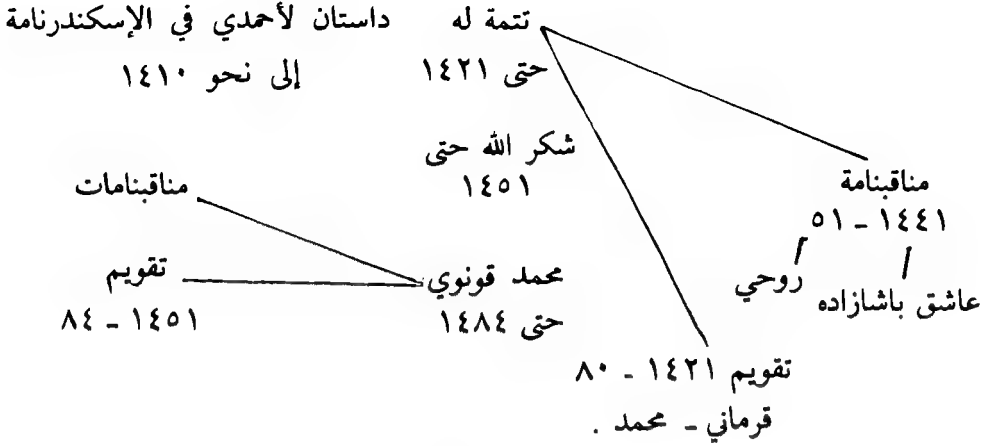 تتمة له
حتى ١٤٢١
داستان لأحمدي في الإسكندرنامة
إلى نحو ١٤١٠
شكر الله حتى
١٤٥١
مناقبنامة
١٤٤١ - ٥١
روحي
عاشق باشازاده
مناقبنامات
محمد قونوي
حتى ١٤٨٤
تقويم
١٤٥١ - ٨٤
تقويم ١٤٢١ - ٨٠
قرماني - محمد .